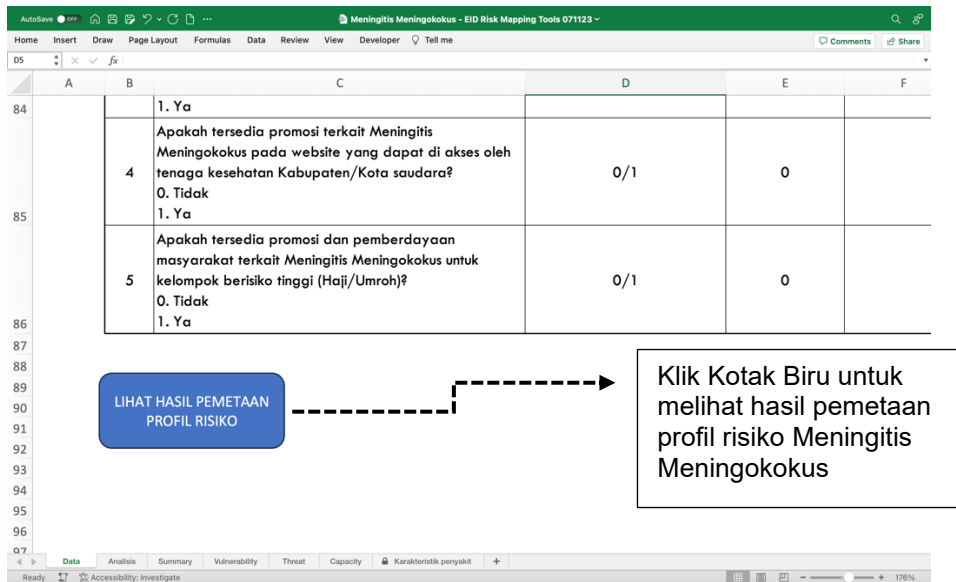 AutoSave OFF
Meningitis Meningokokus - EID Risk Mapping Tools 071123
Home Insert Draw Page Layout Formulas Data Review View Developer Tell me
Comments Share
D5 fx
A B C D E F
84 1. Ya
Apakah tersedia promosi terkait Meningitis
Meningokokus pada website yang dapat di akses oleh
4 tenaga kesehatan Kabupaten/Kota saudara? 0/1 0
0. Tidak
85 1. Ya
Apakah tersedia promosi dan pemberdayaan
masyarakat terkait Meningitis Meningokokus untuk
5 kelompok berisiko tinggi (Haji/Umroh)? 0/1 0
0. Tidak
86 1. Ya
87
88
89
90
91
92
93
94
95
96
97
LIHAT HASIL PEMETAAN
PROFIL RISIKO
Klik Kotak Biru untuk
melihat hasil pemetaan
profil risiko Meningitis
Meningokokus
Data Analisis Summary Vulnerability Threat Capacity Karakteristik penyakit +
Ready Accessibility: Investigate - + 176%